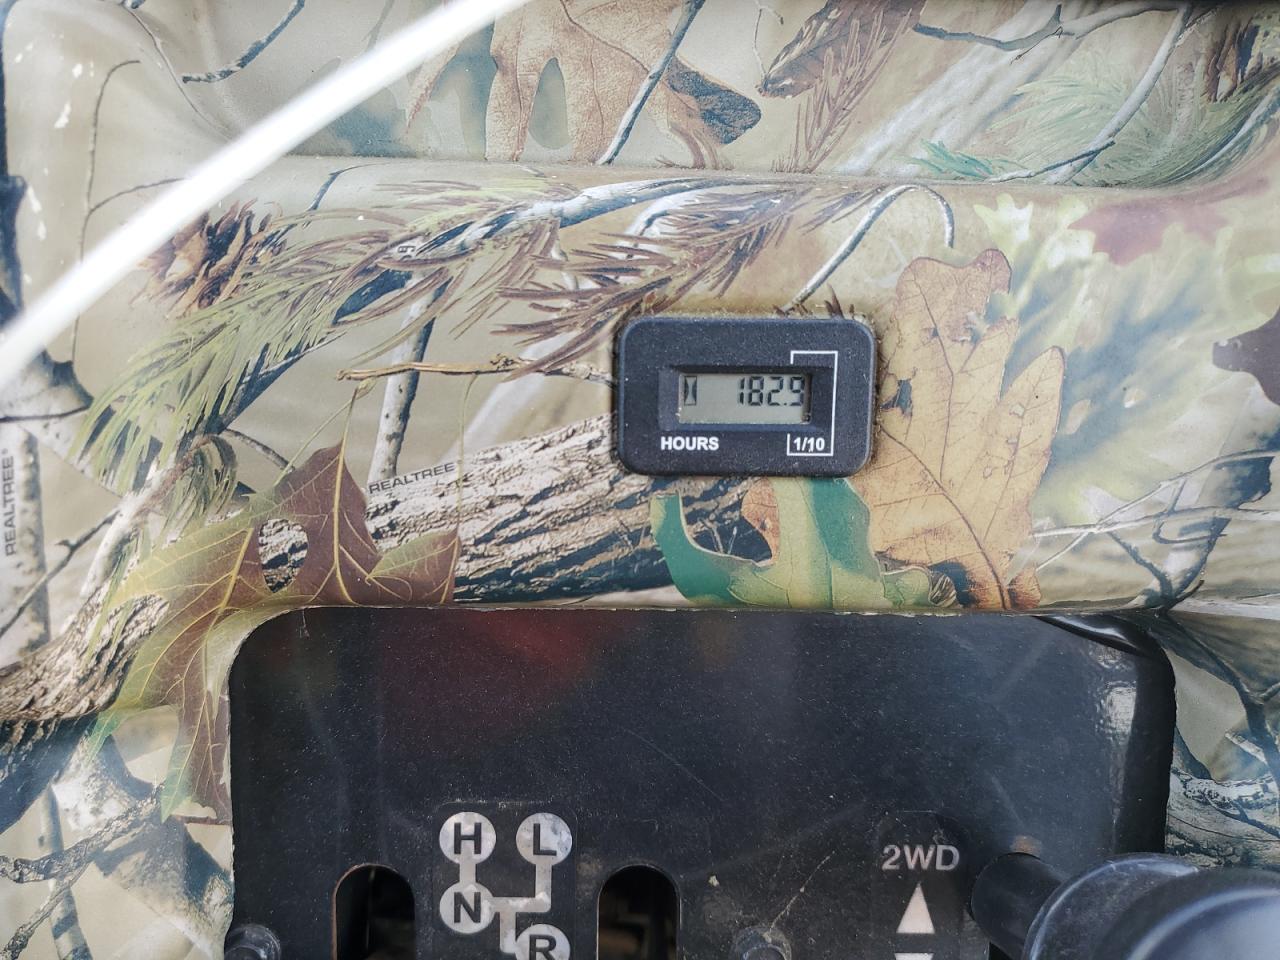 182.9
HOURS 1/10
REALTREE
REALTREE®
H L
2WD
N
R